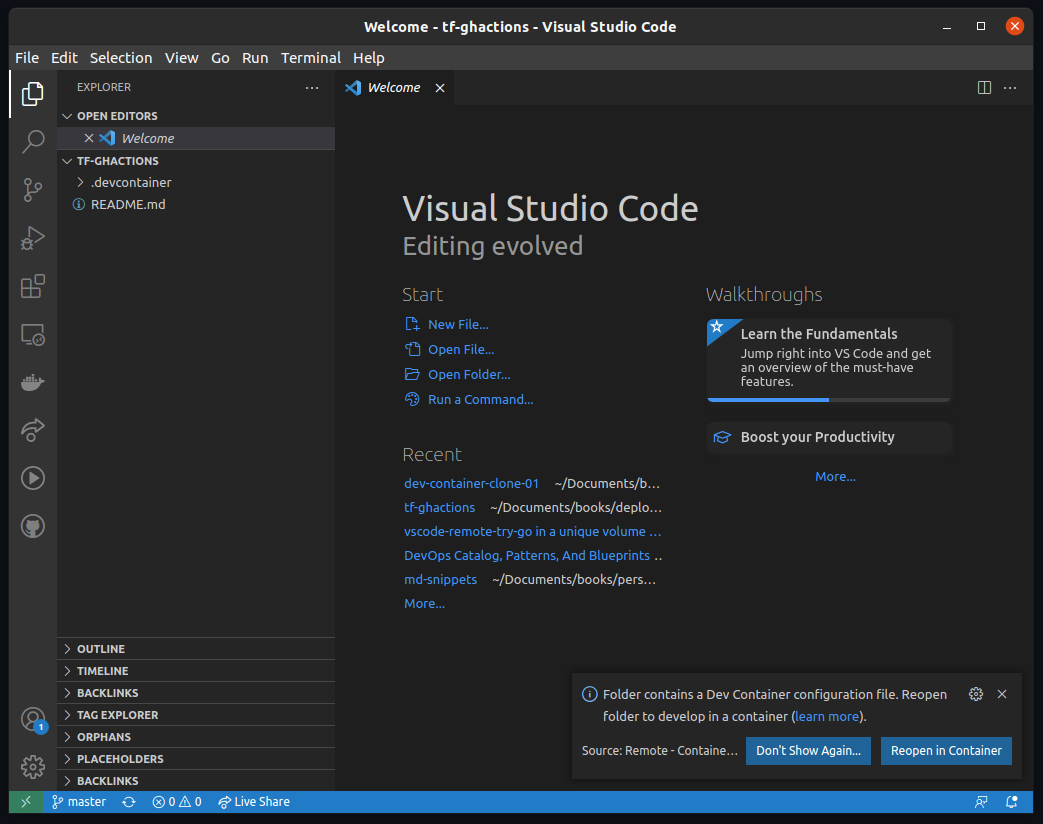 Welcome - tf-ghactions - Visual Studio Code
File Edit Selection View Go Run Terminal Help
EXPLORER
Welcome
OPEN EDITORS
Welcome
TF-GHACTIONS
.devcontainer
README.md
OUTLINE
TIMELINE
BACKLINKS
TAG EXPLORER
ORPHANS
PLACEHOLDERS
BACKLINKS
1
Visual Studio Code
Editing evolved
Start
New File...
Open File...
Open Folder...
Run a Command...
Recent
dev-container-clone-01 ~/Documents/b...
tf-ghactions ~/Documents/books/deplo...
vscode-remote-try-go in a unique volume ...
DevOps Catalog, Patterns, And Blueprints ..
md-snippets ~/Documents/books/pers...
More...
Walkthroughs
Learn the Fundamentals
Jump right into VS Code and get
an overview of the must-have
features.
Boost your Productivity
More...
Folder contains a Dev Container configuration file. Reopen
folder to develop in a container (learn more).
Source: Remote - Containe... Don't Show Again... Reopen in Container
master 0 0 Live Share